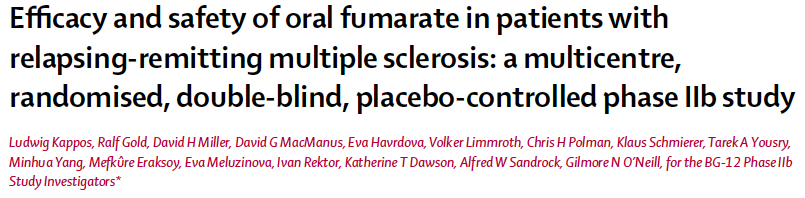 Efficacy and safety of oral fumarate in patients with
relapsing-remitting multiple sclerosis: a multicentre,
randomised, double-blind, placebo-controlled phase IIb study
Ludwig Kappos, Ralf Gold, David H Miller, David G MacManus, Eva Havrdova, Volker Limmroth, Chris H Polman, Klaus Schmierer, Tarek A Yousry,
Minhua Yang, Mefkûre Eraksoy, Eva Meluzinova, Ivan Rektor, Katherine T Dawson, Alfred W Sandrock, Gilmore N O’Neill, for the BG-12 Phase IIb
Study Investigators*